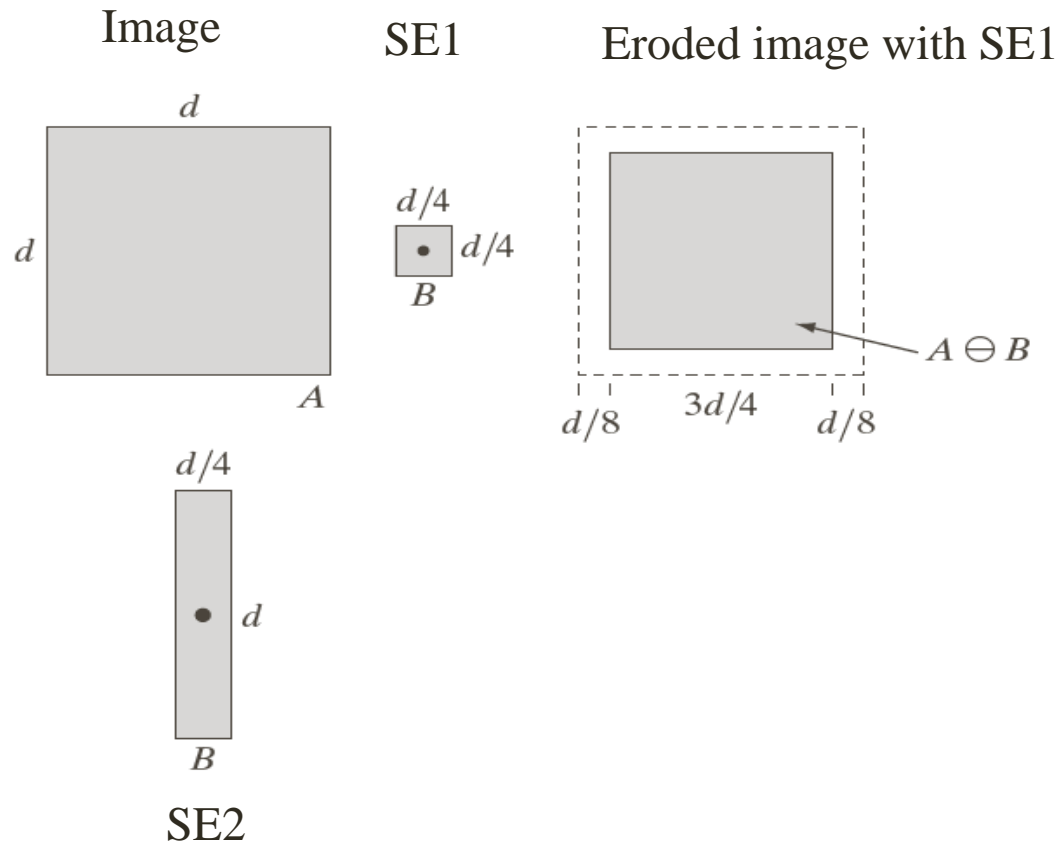 Image
SE1
Eroded image with SE1
d
d
A
d/4
d/4
B
A ⊖ B
d/8
3d/4
d/8
d/4
d
B
SE2